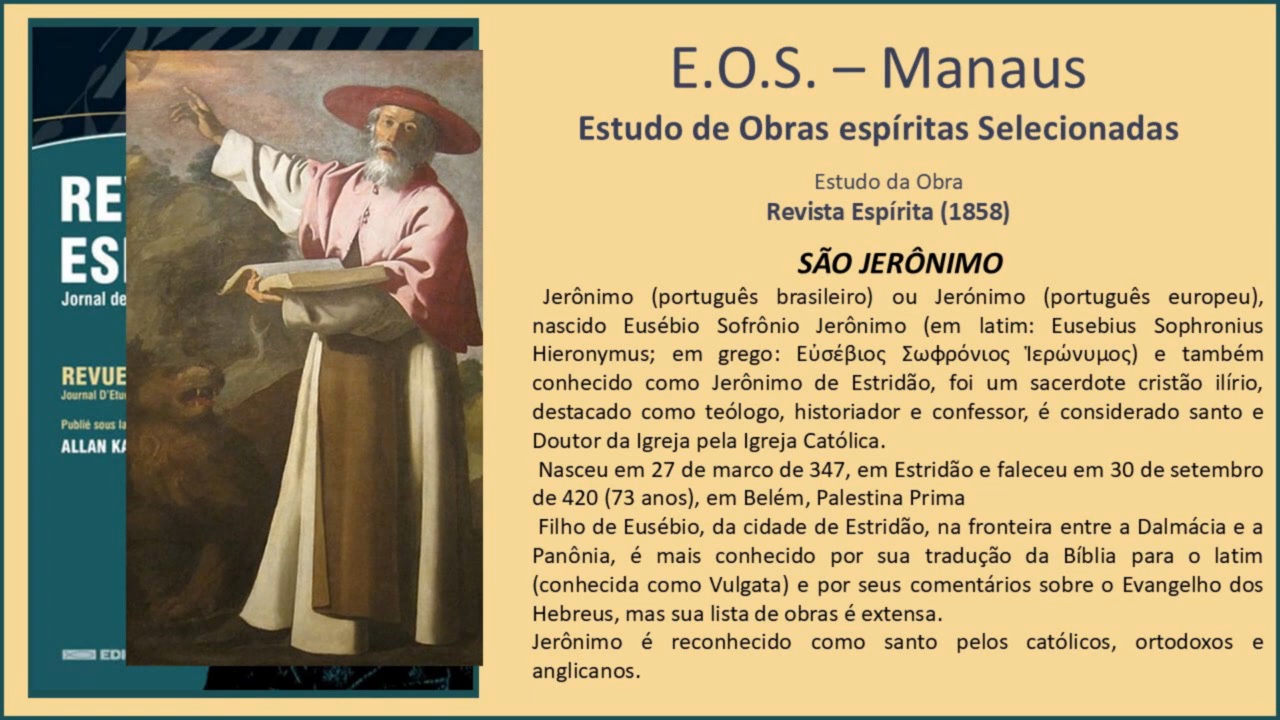 RE
ES
Jornal de
REVUE
Journal D'Etu
Publié sous la
ALLAN KA
EDI
E.O.S. – Manaus
Estudo de Obras espíritas Selecionadas
Estudo da Obra
Revista Espírita (1858)
SÃO JERÔNIMO
Jerônimo (português brasileiro) ou Jerónimo (português europeu),
nascido Eusébio Sofrônio Jerônimo (em latim: Eusebius Sophronius
Hieronymus; em grego: Εὐσέβιος Σωφρόνιος Ἱερώνυμος) e também
conhecido como Jerônimo de Estridão, foi um sacerdote cristão ilírio,
destacado como teólogo, historiador e confessor, é considerado santo e
Doutor da Igreja pela Igreja Católica.
Nasceu em 27 de marco de 347, em Estridão e faleceu em 30 de setembro
de 420 (73 anos), em Belém, Palestina Prima
Filho de Eusébio, da cidade de Estridão, na fronteira entre a Dalmácia e a
Panônia, é mais conhecido por sua tradução da Bíblia para o latim
(conhecida como Vulgata) e por seus comentários sobre o Evangelho dos
Hebreus, mas sua lista de obras é extensa.
Jerônimo é reconhecido como santo pelos católicos, ortodoxos e
anglicanos.